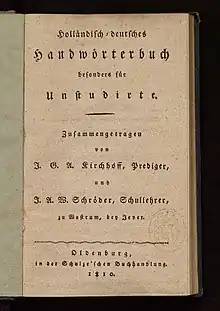 Holländisch-deutsches
Handwörterbuch
besonders für
Unstudirte.
Zusammengetragen
von
J. G. A. Kirchhoff, Prediger,
und
J. A. W. Schröder, Schullehrer,
zu Westrum, bey Jever.
Oldenburg,
in der Schulze'schen Buchhandlung.
1810.